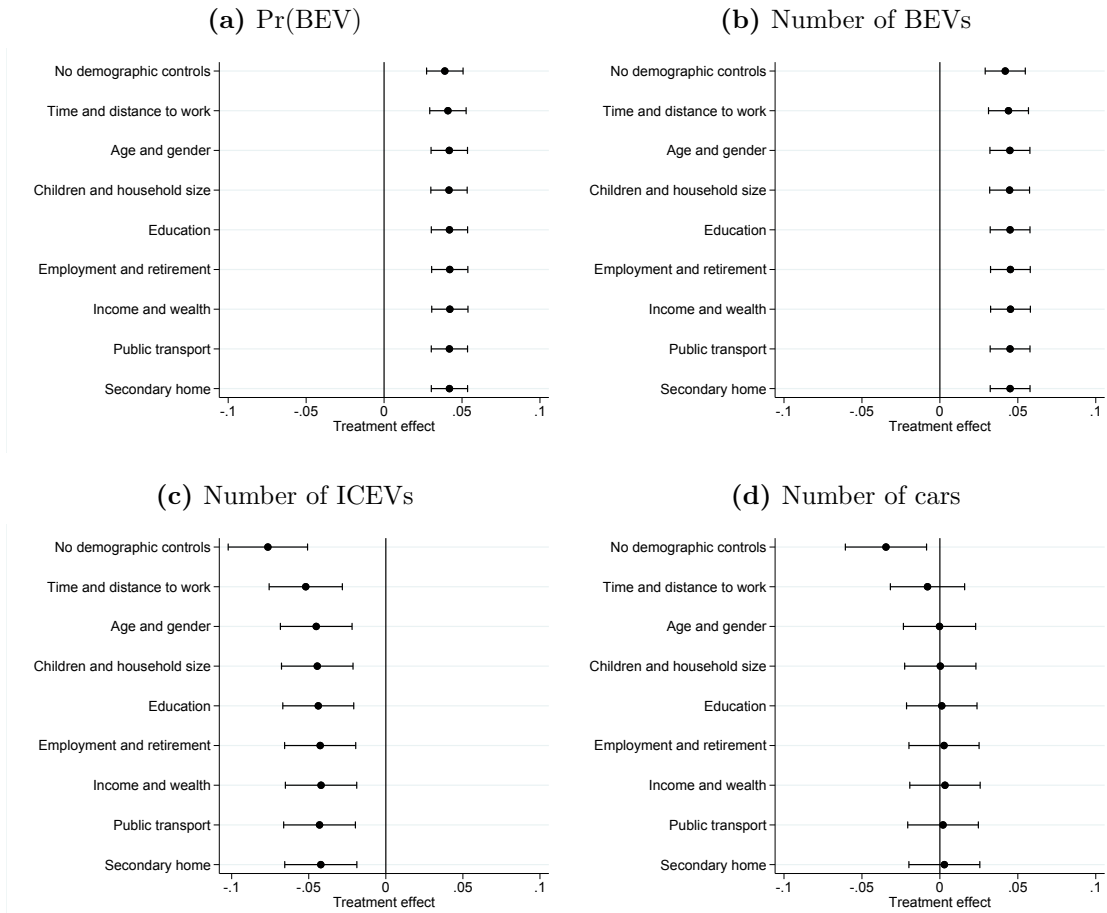 (a) Pr(BEV)
No demographic controls
Time and distance to work
Age and gender
Children and household size
Education
Employment and retirement
Income and wealth
Public transport
Secondary home
-.1 -.05 0 .05 .1
Treatment effect
(b) Number of BEVs
No demographic controls
Time and distance to work
Age and gender
Children and household size
Education
Employment and retirement
Income and wealth
Public transport
Secondary home
-.1 -.05 0 .05 .1
Treatment effect
(c) Number of ICEVs
No demographic controls
Time and distance to work
Age and gender
Children and household size
Education
Employment and retirement
Income and wealth
Public transport
Secondary home
-.1 -.05 0 .05 .1
Treatment effect
(d) Number of cars
No demographic controls
Time and distance to work
Age and gender
Children and household size
Education
Employment and retirement
Income and wealth
Public transport
Secondary home
-.1 -.05 0 .05 .1
Treatment effect